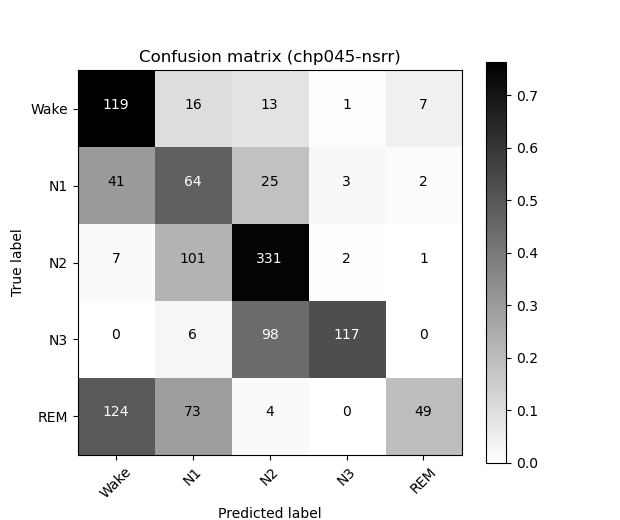 Confusion matrix (chp045-nsrr)
Wake 119 16 13 1 7
N1 41 64 25 3 2
N2 7 101 331 2 1
N3 0 6 98 117 0
REM 124 73 4 0 49
Wake N1 N2 N3 REM
True label
Predicted label
0.7
0.6
0.5
0.4
0.3
0.2
0.1
0.0